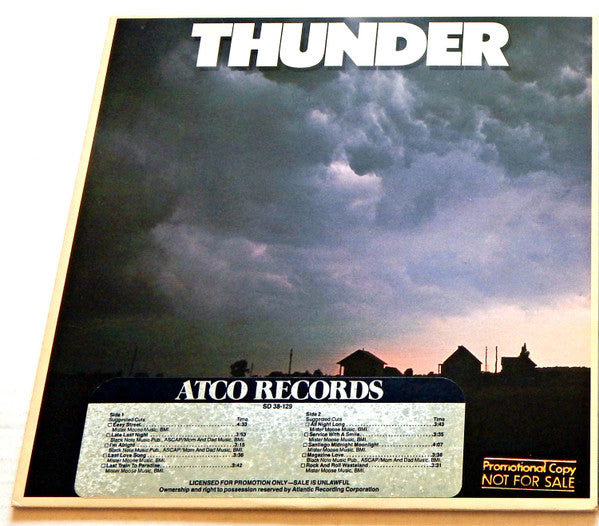 THUNDER
ATCO RECORDS
SD 38-129
Side 1
Suggested Cuts Time
Easy Street 4:33
Mister Moose Music, BMI.
Late Last Night 3:10
Black Note Music Pub., ASCAP/Mom And Dad Music, BMI.
I'm Alright 3:15
Black Note Music Pub., ASCAP/Mom And Dad Music, BMI.
Last Love Song 3:56
Mister Moose Music, BMI.
Last Train To Paradise 3:42
Mister Moose Music, BMI.
Side 2
Suggested Cuts Time
All Night Long 3:43
Mister Moose Music, BMI.
Service With A Smile 3:35
Mister Moose Music, BMI.
Santiago Midnight Moonlight 4:07
Mister Moose Music, BMI.
Magazine Love 3:38
Black Note Music Pub., ASCAP/Mom And Dad Music, BMI.
Rock And Roll Wasteland 3:31
Mister Moose Music, BMI.
LICENSED FOR PROMOTION ONLY—SALE IS UNLAWFUL
Ownership and right to possession reserved by Atlantic Recording Corporation
Promotional Copy
NOT FOR SALE